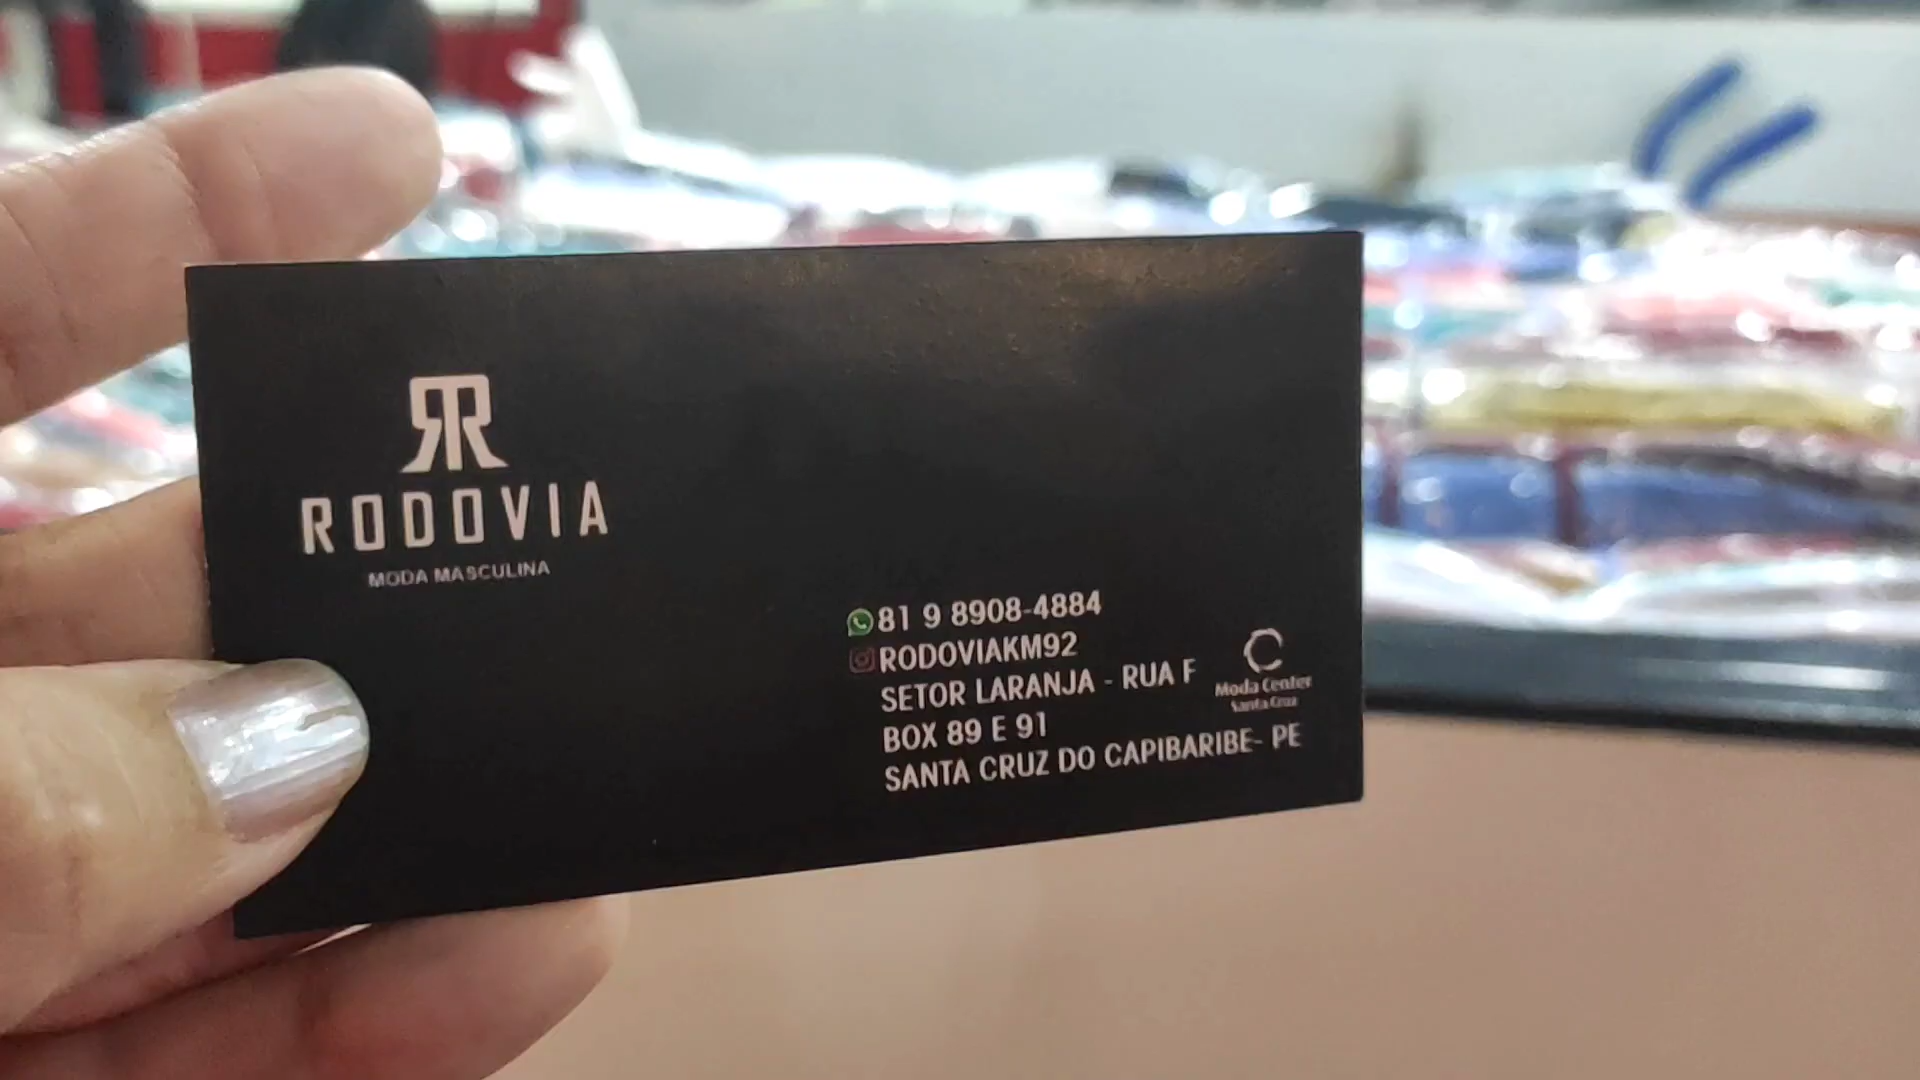 RR
RODOVIA
MODA MASCULINA
81 9 8908-4884
RODOVIAKM92
SETOR LARANJA - RUA F
BOX 89 E 91
SANTA CRUZ DO CAPIBARIBE- PE
Moda Center
Santa Cruz